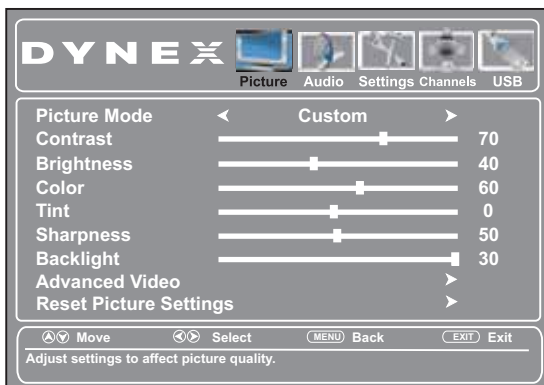 DYNEX
Picture Audio Settings Channels USB
Picture Mode Custom
Contrast 70
Brightness 40
Color 60
Tint 0
Sharpness 50
Backlight 30
Advanced Video
Reset Picture Settings
Move Select MENU Back EXIT Exit
Adjust settings to affect picture quality.